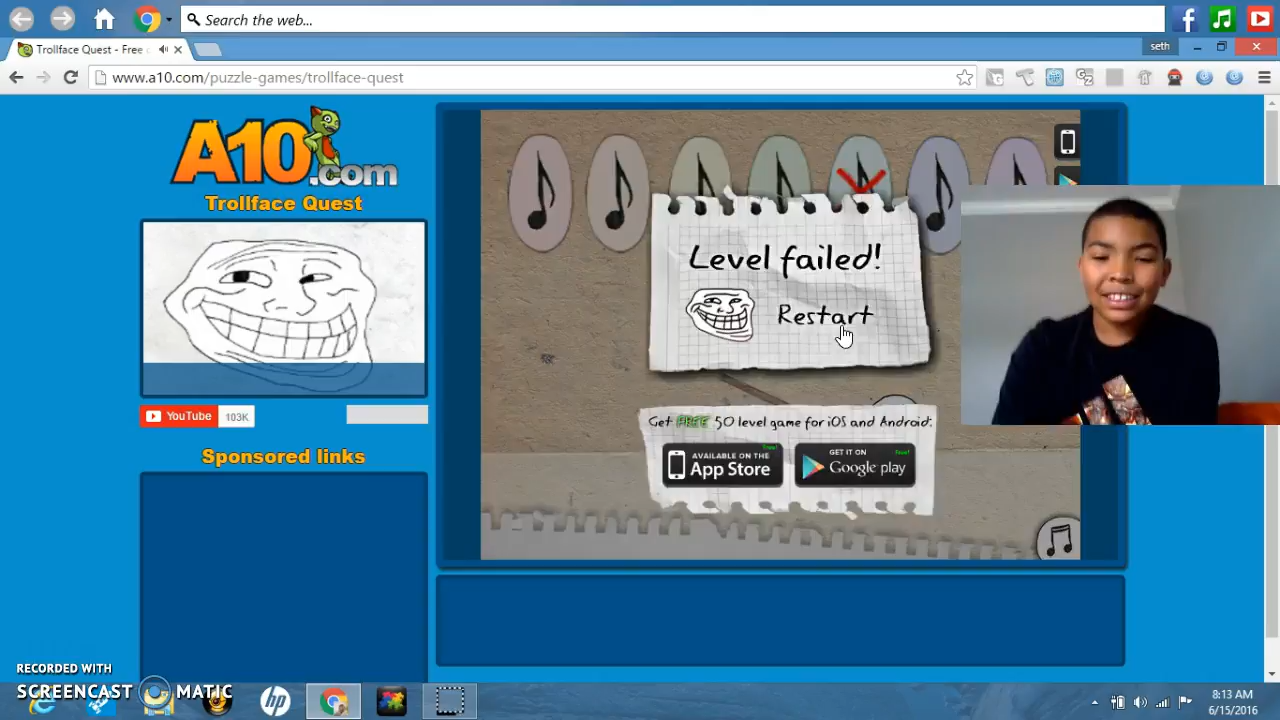 Search the web...
Trollface Quest - Free
seth
www.a10.com/puzzle-games/trollface-quest
A10.com
Trollface Quest
YouTube 103K
Sponsored links
Level failed!
Restart
Get FREE 50 level game for iOS and Android:
AVAILABLE ON THE
App Store
GET IT ON
Google play
RECORDED WITH
SCREENCAST MATIC
hp
8:13 AM
6/15/2016